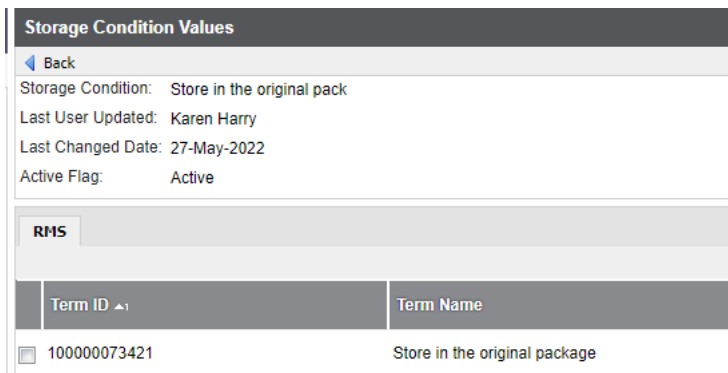 Storage Condition Values
Back
Storage Condition: Store in the original pack
Last User Updated: Karen Harry
Last Changed Date: 27-May-2022
Active Flag: Active
RMS
Term ID ▲1 Term Name
100000073421 Store in the original package